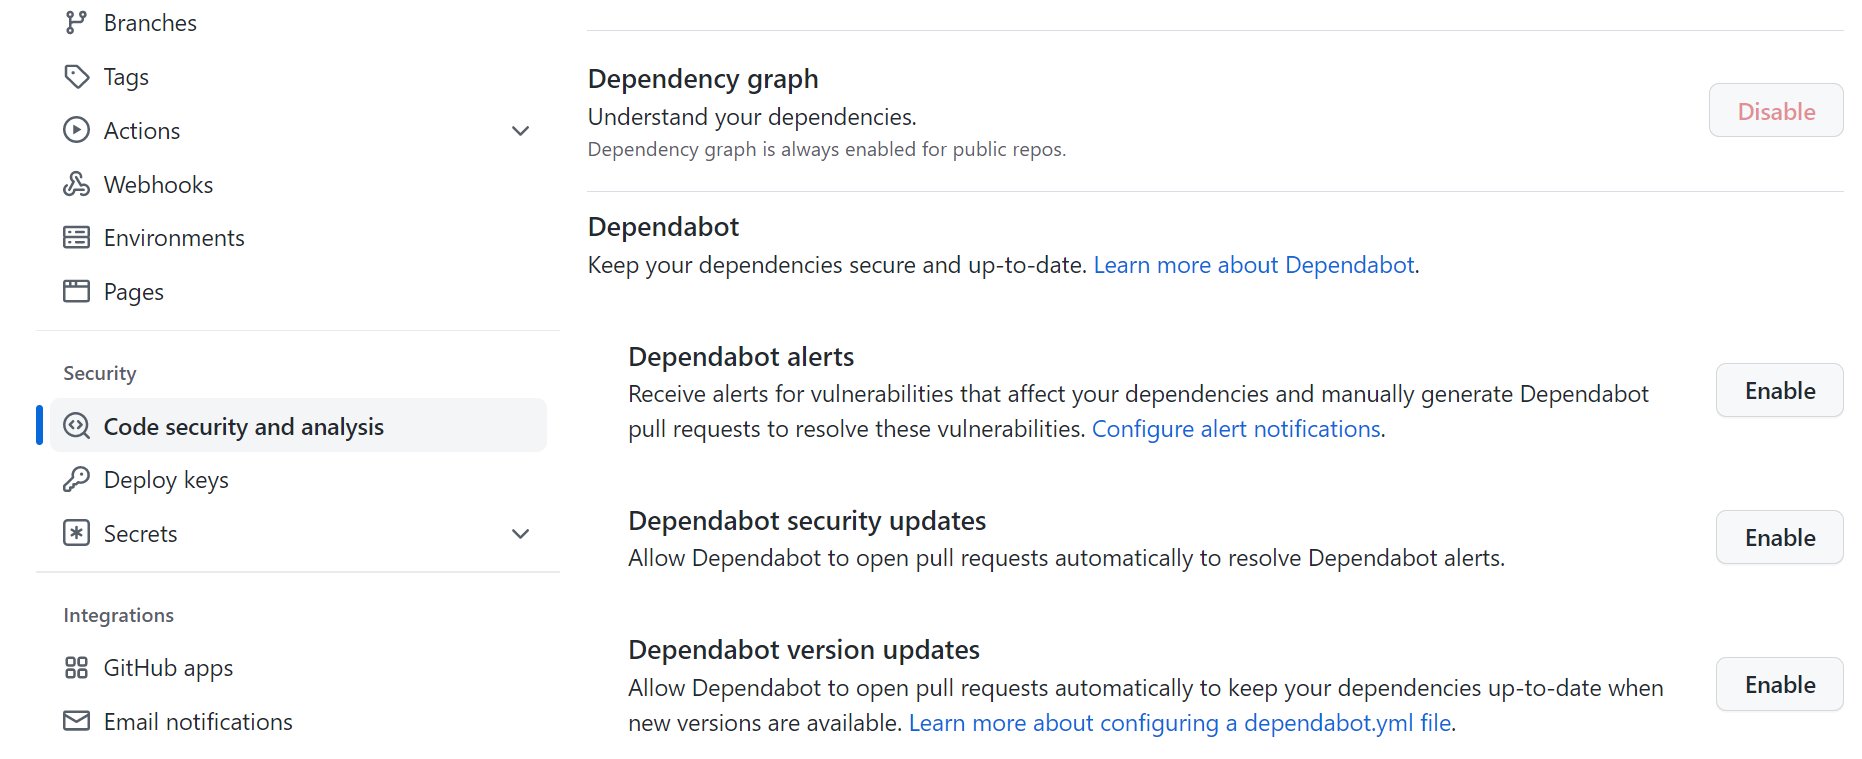 Branches
Tags
Actions
Webhooks
Environments
Pages
Security
Code security and analysis
Deploy keys
Secrets
Integrations
GitHub apps
Email notifications
Dependency graph
Understand your dependencies.
Dependency graph is always enabled for public repos.
Disable
Dependabot
Keep your dependencies secure and up-to-date. Learn more about Dependabot.
Dependabot alerts
Receive alerts for vulnerabilities that affect your dependencies and manually generate Dependabot
pull requests to resolve these vulnerabilities. Configure alert notifications.
Enable
Dependabot security updates
Allow Dependabot to open pull requests automatically to resolve Dependabot alerts.
Enable
Dependabot version updates
Allow Dependabot to open pull requests automatically to keep your dependencies up-to-date when
new versions are available. Learn more about configuring a dependabot.yml file.
Enable